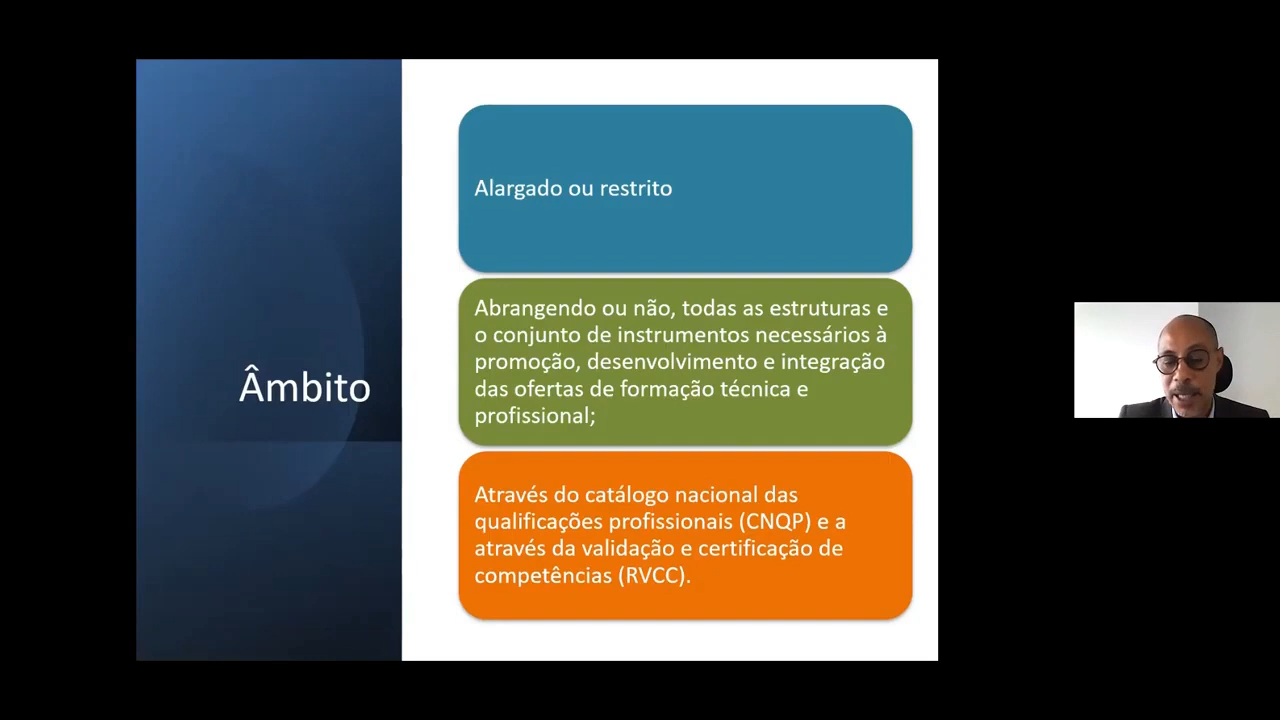 Âmbito
Alargado ou restrito
Abrangendo ou não, todas as estruturas e
o conjunto de instrumentos necessários à
promoção, desenvolvimento e integração
das ofertas de formação técnica e
profissional;
Através do catálogo nacional das
qualificações profissionais (CNQP) e a
através da validação e certificação de
competências (RVCC).